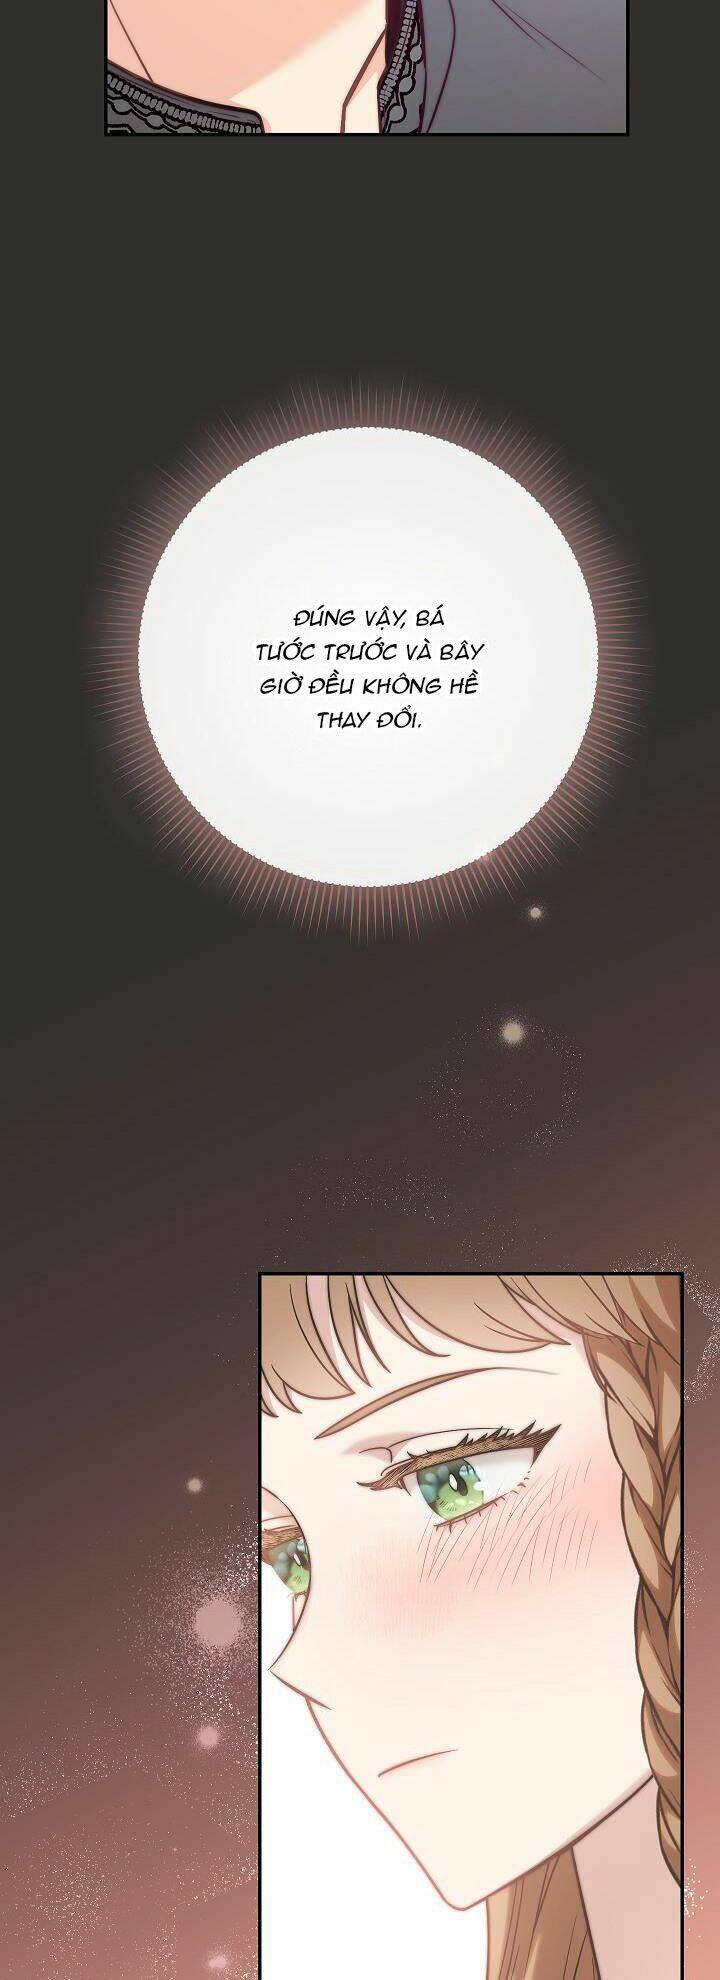 ĐÚNG VẬY, BÁ
TƯỚC TRƯỚC VÀ BÂY
GIỜ ĐỀU KHÔNG HỀ
THAY ĐỔI.